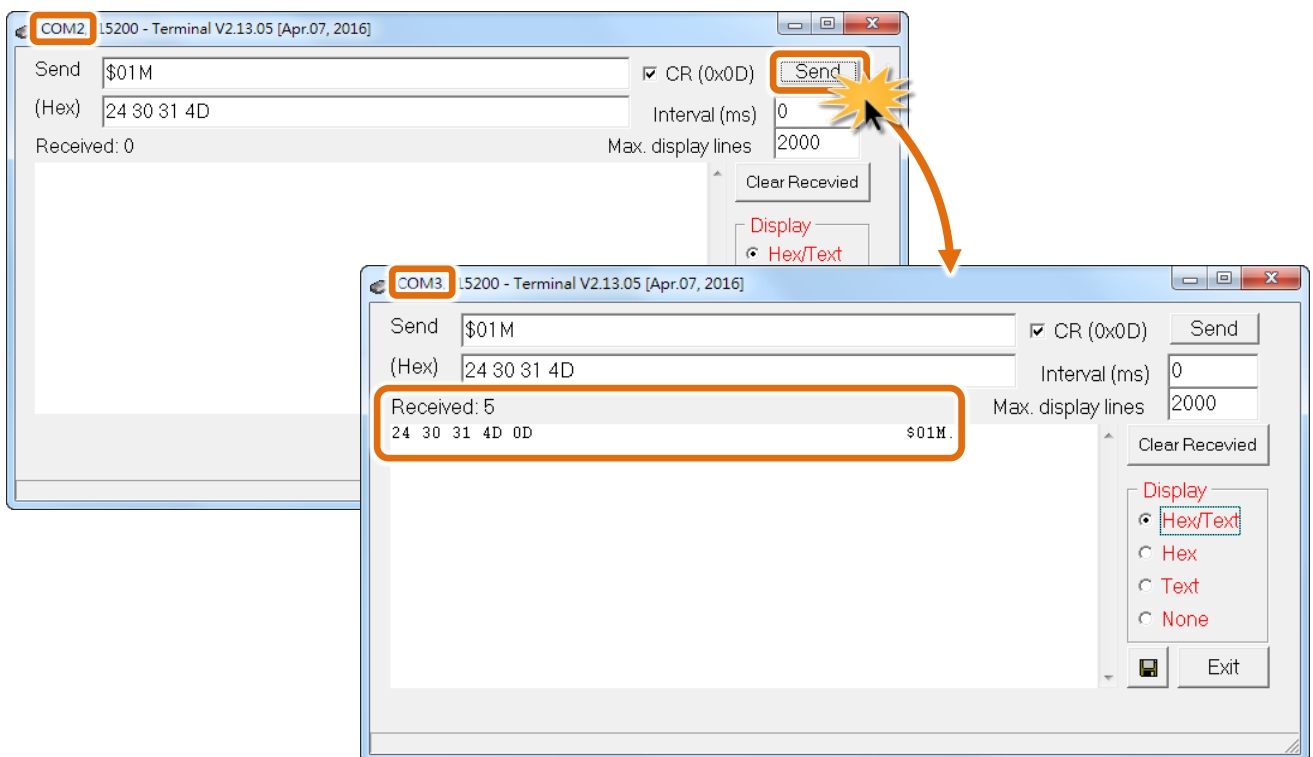 COM2, 15200 - Terminal V2.13.05 [Apr.07, 2016]
Send $01M CR (0x0D) Send
(Hex) 24 30 31 4D Interval (ms) 0
Received: 0 Max. display lines 2000
Clear Recevied
Display
Hex/Text
COM3, 15200 - Terminal V2.13.05 [Apr.07, 2016]
Send $01M CR (0x0D) Send
(Hex) 24 30 31 4D Interval (ms) 0
Received: 5 Max. display lines 2000
24 30 31 4D 0D $01M.
Clear Recevied
Display
Hex/Text
Hex
Text
None
Exit